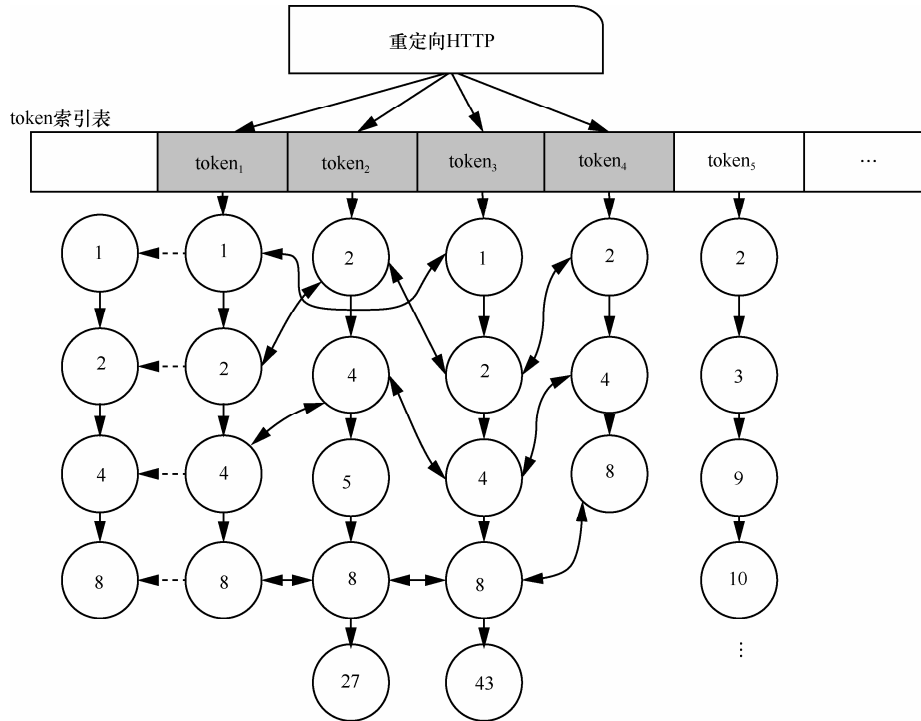 重定向HTTP
token索引表
token₁ token₂ token₃ token₄ token₅ ···
1 1 2 1 2 2
2 2 4 2 4 3
4 4 5 4 8 9
8 8 8 8 10
⋮
27 43